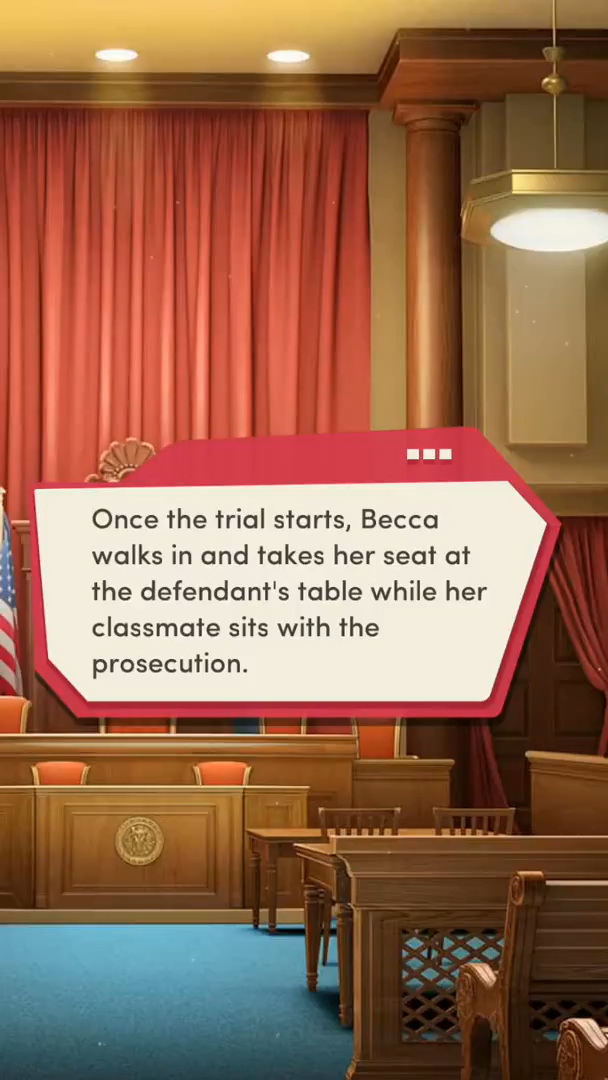 Once the trial starts, Becca
walks in and takes her seat at
the defendant's table while her
classmate sits with the
prosecution.